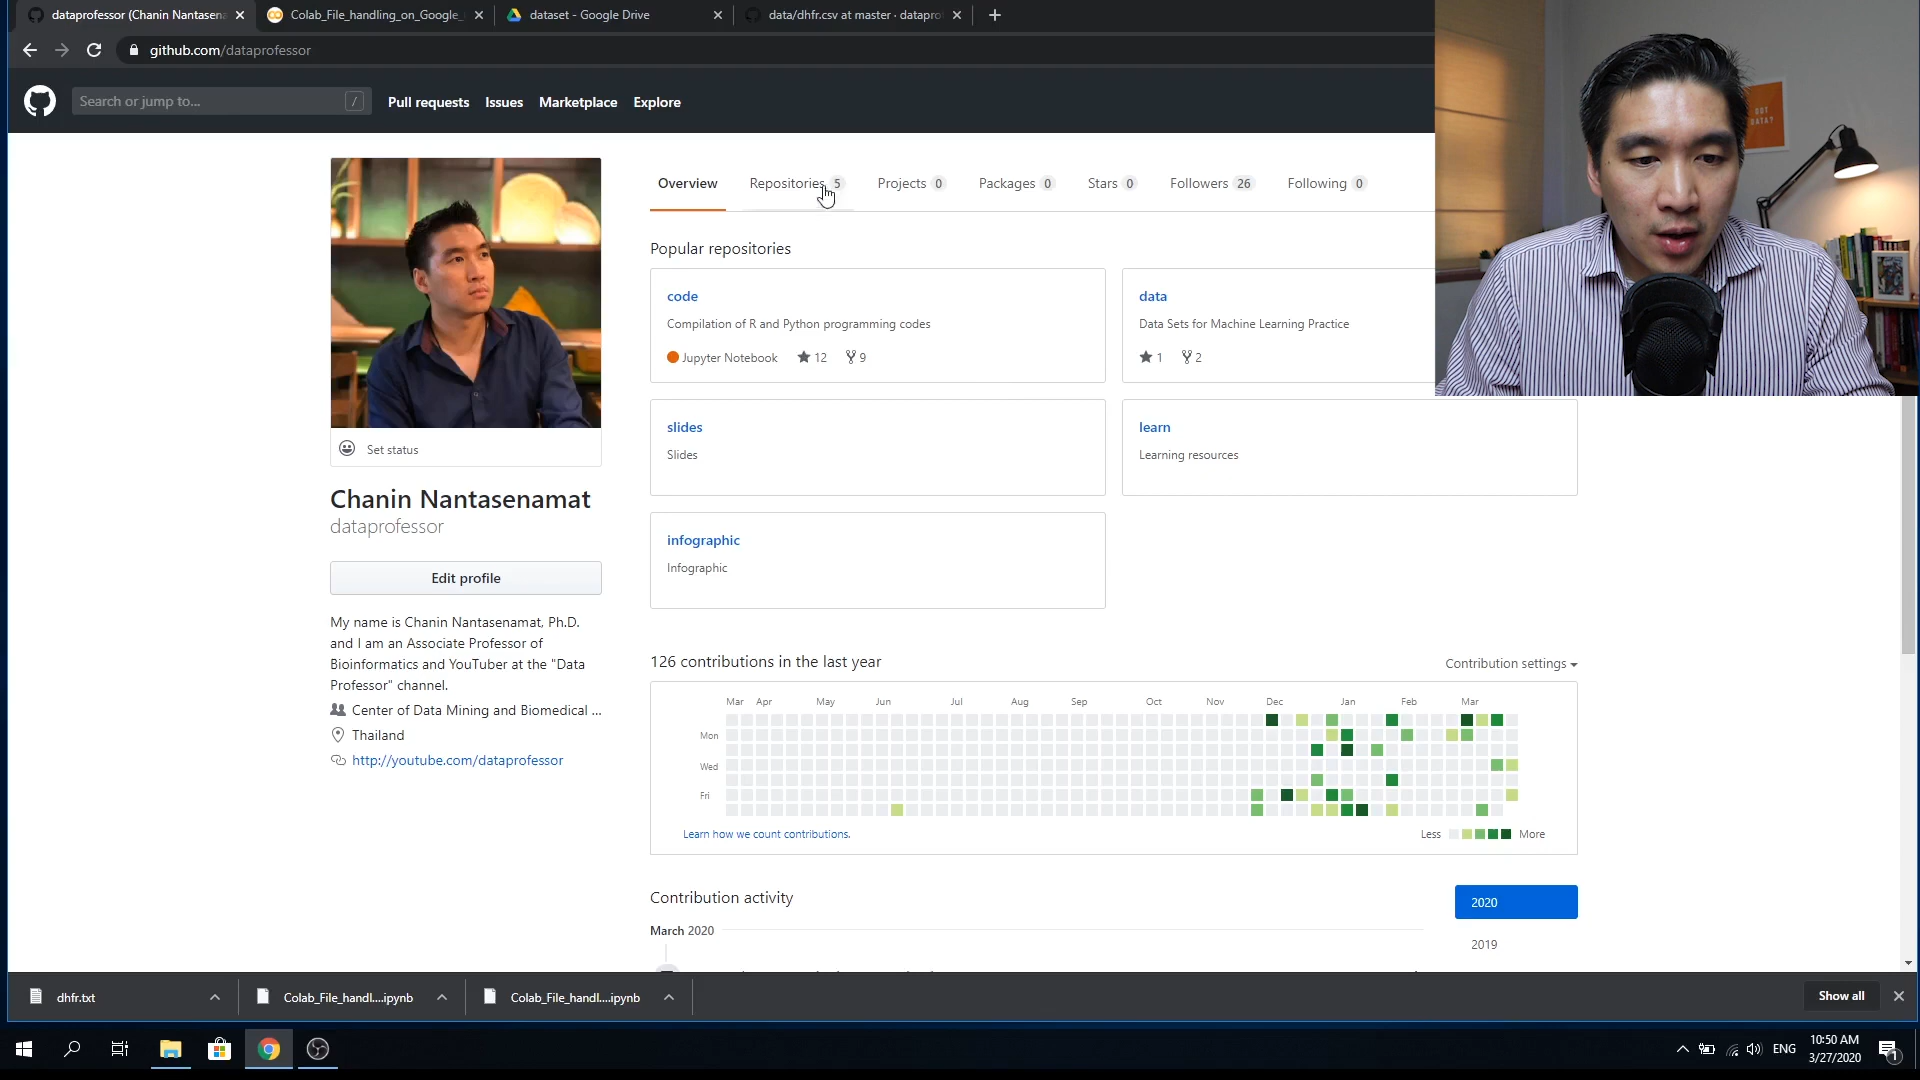 dataprofessor (Chanin Nantasena
Colab_File_handling_on_Google_
dataset - Google Drive
data/dhfr.csv at master · datapro
github.com/dataprofessor
Search or jump to...
/
Pull requests
Issues
Marketplace
Explore
OUT
DATA?
Overview
Repositories 5
Projects 0
Packages 0
Stars 0
Followers 26
Following 0
Popular repositories
code
Compilation of R and Python programming codes
Jupyter Notebook 12 9
data
Data Sets for Machine Learning Practice
1 2
slides
Slides
learn
Learning resources
infographic
Infographic
Set status
Chanin Nantasenamat
dataprofessor
Edit profile
My name is Chanin Nantasenamat, Ph.D.
and I am an Associate Professor of
Bioinformatics and YouTuber at the "Data
Professor" channel.
Center of Data Mining and Biomedical ...
Thailand
http://youtube.com/dataprofessor
126 contributions in the last year
Contribution settings
Mar Apr May Jun Jul Aug Sep Oct Nov Dec Jan Feb Mar
Mon
Wed
Fri
Learn how we count contributions.
Less More
Contribution activity
2020
March 2020
2019
dhfr.txt
Colab_File_handl....ipynb
Colab_File_handl....ipynb
Show all
ENG
10:50 AM
3/27/2020
1